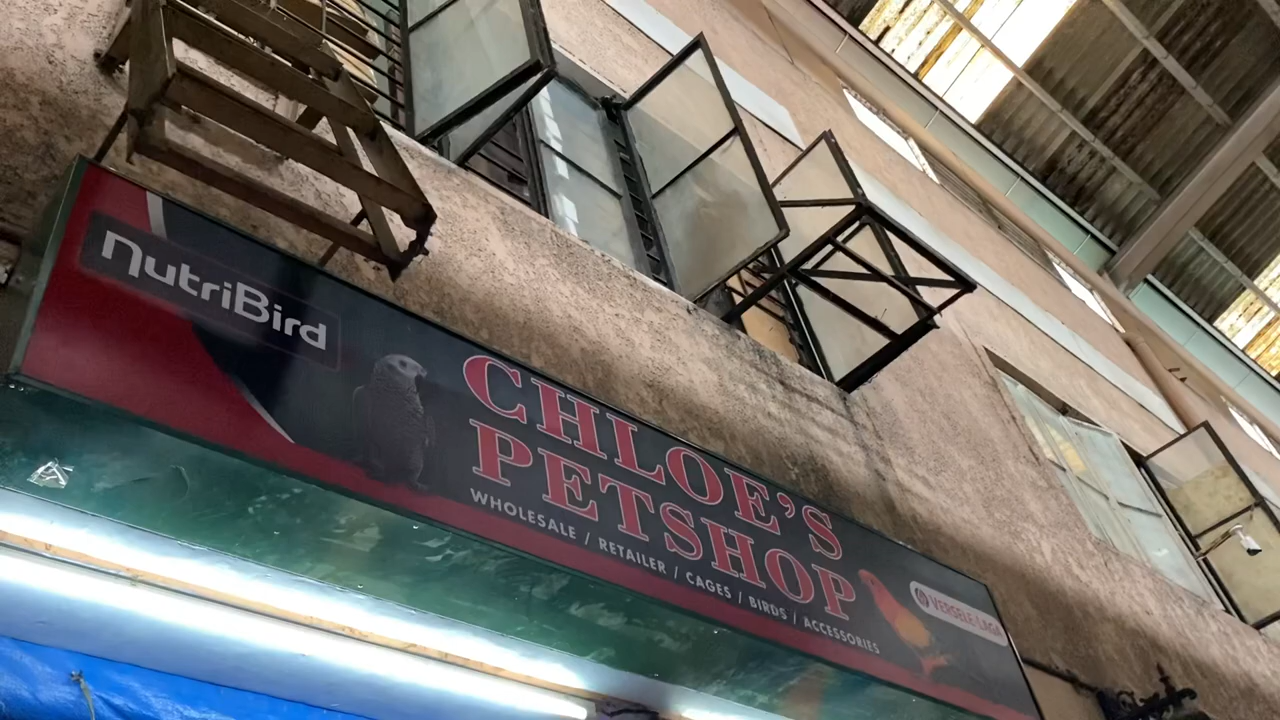 NutriBird
CHLOE'S
PETSHOP
WHOLESALE / RETAILER / CAGES / BIRDS / ACCESSORIES
VERSELE-LAGA